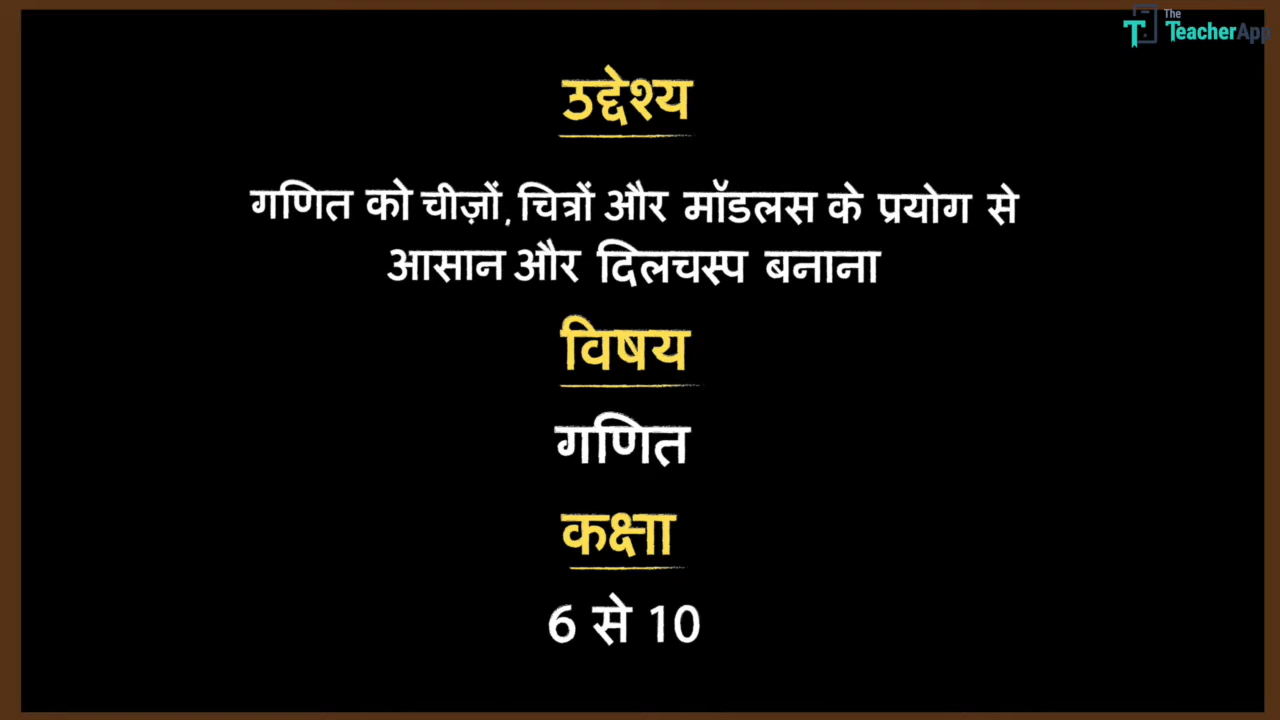 The
TeacherApp
उद्देश्य
गणित को चीज़ों, चित्रों और मॉडलस के प्रयोग से
आसान और दिलचस्प बनाना
विषय
गणित
कक्षा
6 से 10